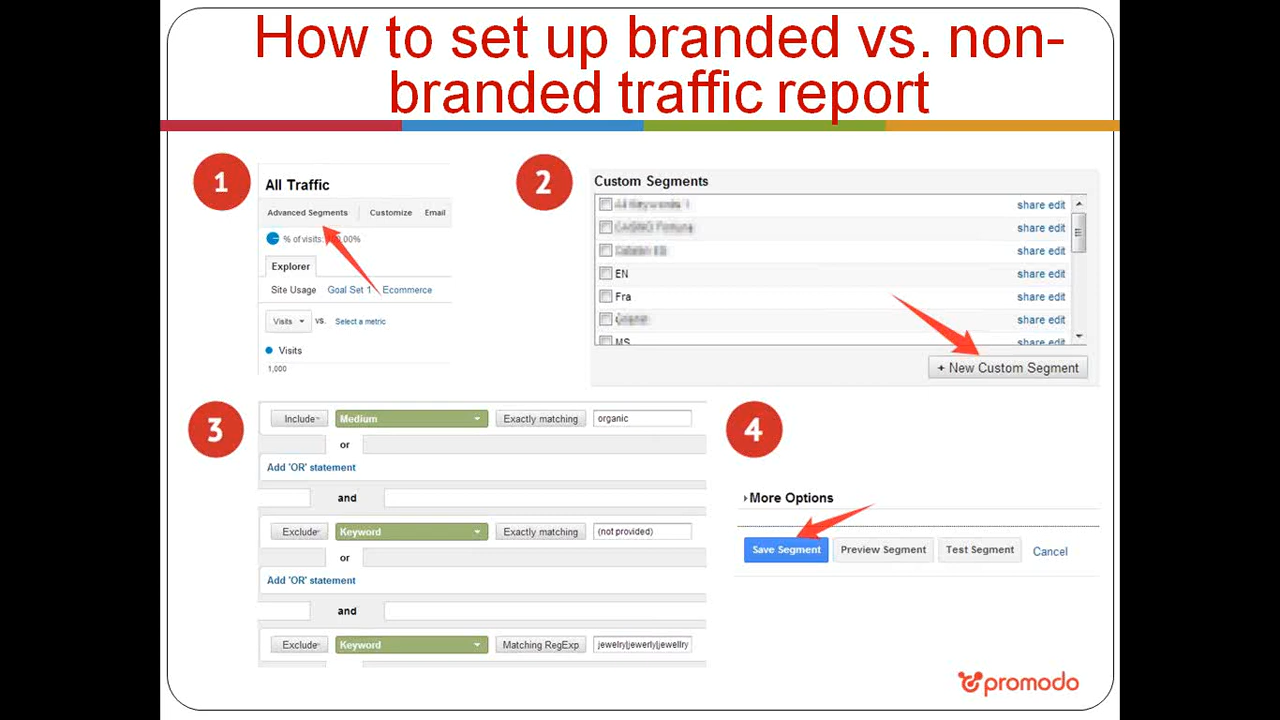 How to set up branded vs. non-
branded traffic report
1
All Traffic
Advanced Segments Customize Email
% of visits:
Explorer
Site Usage Goal Set 1 Ecommerce
Visits vs. Select a metric
Visits
1,000
2
Custom Segments
share edit
share edit
share edit
EN share edit
Fra share edit
share edit
MS share edit
+ New Custom Segment
3
Include Medium Exactly matching organic
or
Add 'OR' statement
and
Exclude Keyword Exactly matching (not provided)
or
Add 'OR' statement
and
Exclude Keyword Matching RegExp jewelry|jewerly|jewellry
4
More Options
Save Segment Preview Segment Test Segment Cancel
promodo